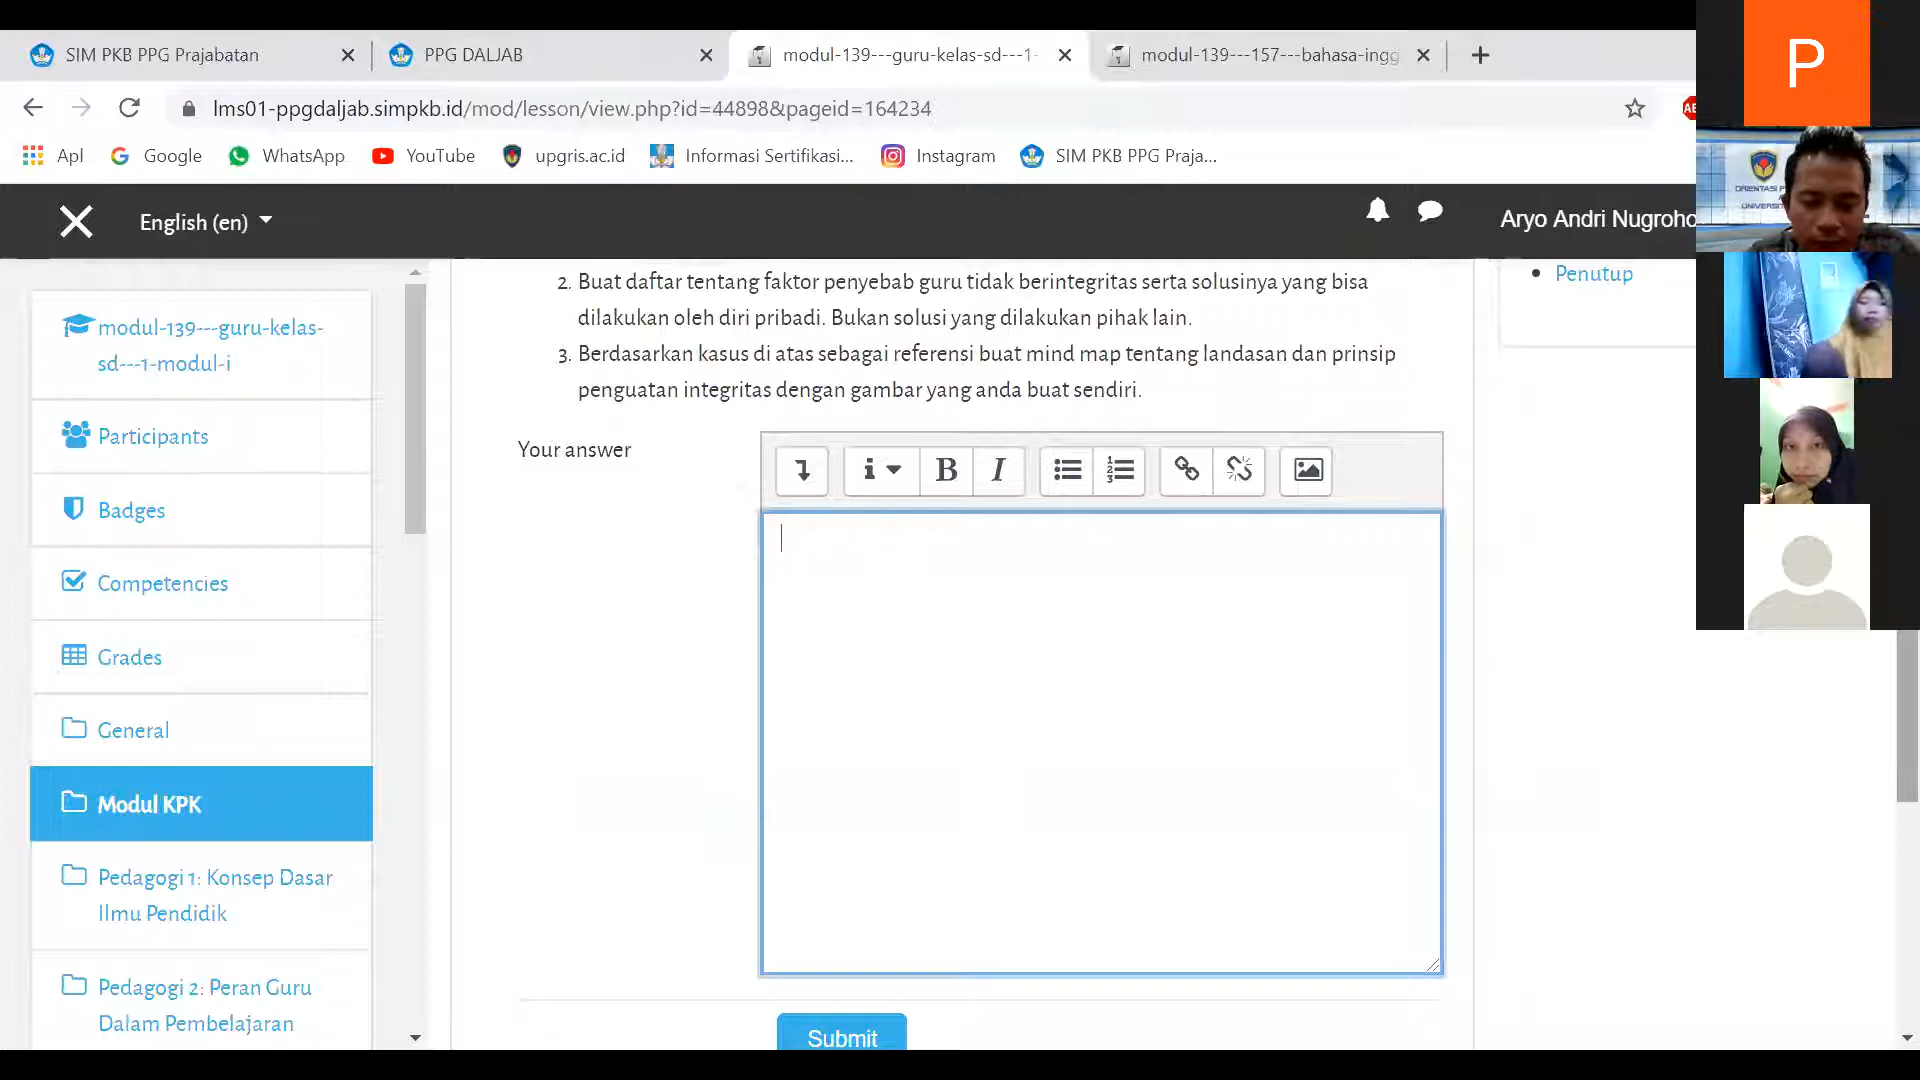 SIM PKB PPG Prajabatan
PPG DALJAB
modul-139---guru-kelas-sd---1-
modul-139---157---bahasa-ingg
lms01-ppgdaljab.simpkb.id/mod/lesson/view.php?id=44898&pageid=164234
Apl
Google
WhatsApp
YouTube
upgris.ac.id
Informasi Sertifikasi...
Instagram
SIM PKB PPG Praja...
English (en)
Aryo Andri Nugroho
P
modul-139---guru-kelas-
sd---1-modul-i
Participants
Badges
Competencies
Grades
General
Modul KPK
Pedagogi 1: Konsep Dasar
Ilmu Pendidik
Pedagogi 2: Peran Guru
Dalam Pembelajaran
2. Buat daftar tentang faktor penyebab guru tidak berintegritas serta solusinya yang bisa
dilakukan oleh diri pribadi. Bukan solusi yang dilakukan pihak lain.
3. Berdasarkan kasus di atas sebagai referensi buat mind map tentang landasan dan prinsip
penguatan integritas dengan gambar yang anda buat sendiri.
Your answer
i
B
I
Submit
Penutup